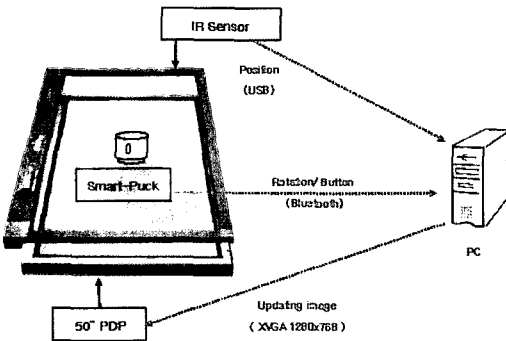 IR Sensor
Position
(USB)
Smart-Puck
Rotation/ Button
(Bluetooth)
PC
50" PDP
Updating image
( XVGA 1280x768 )